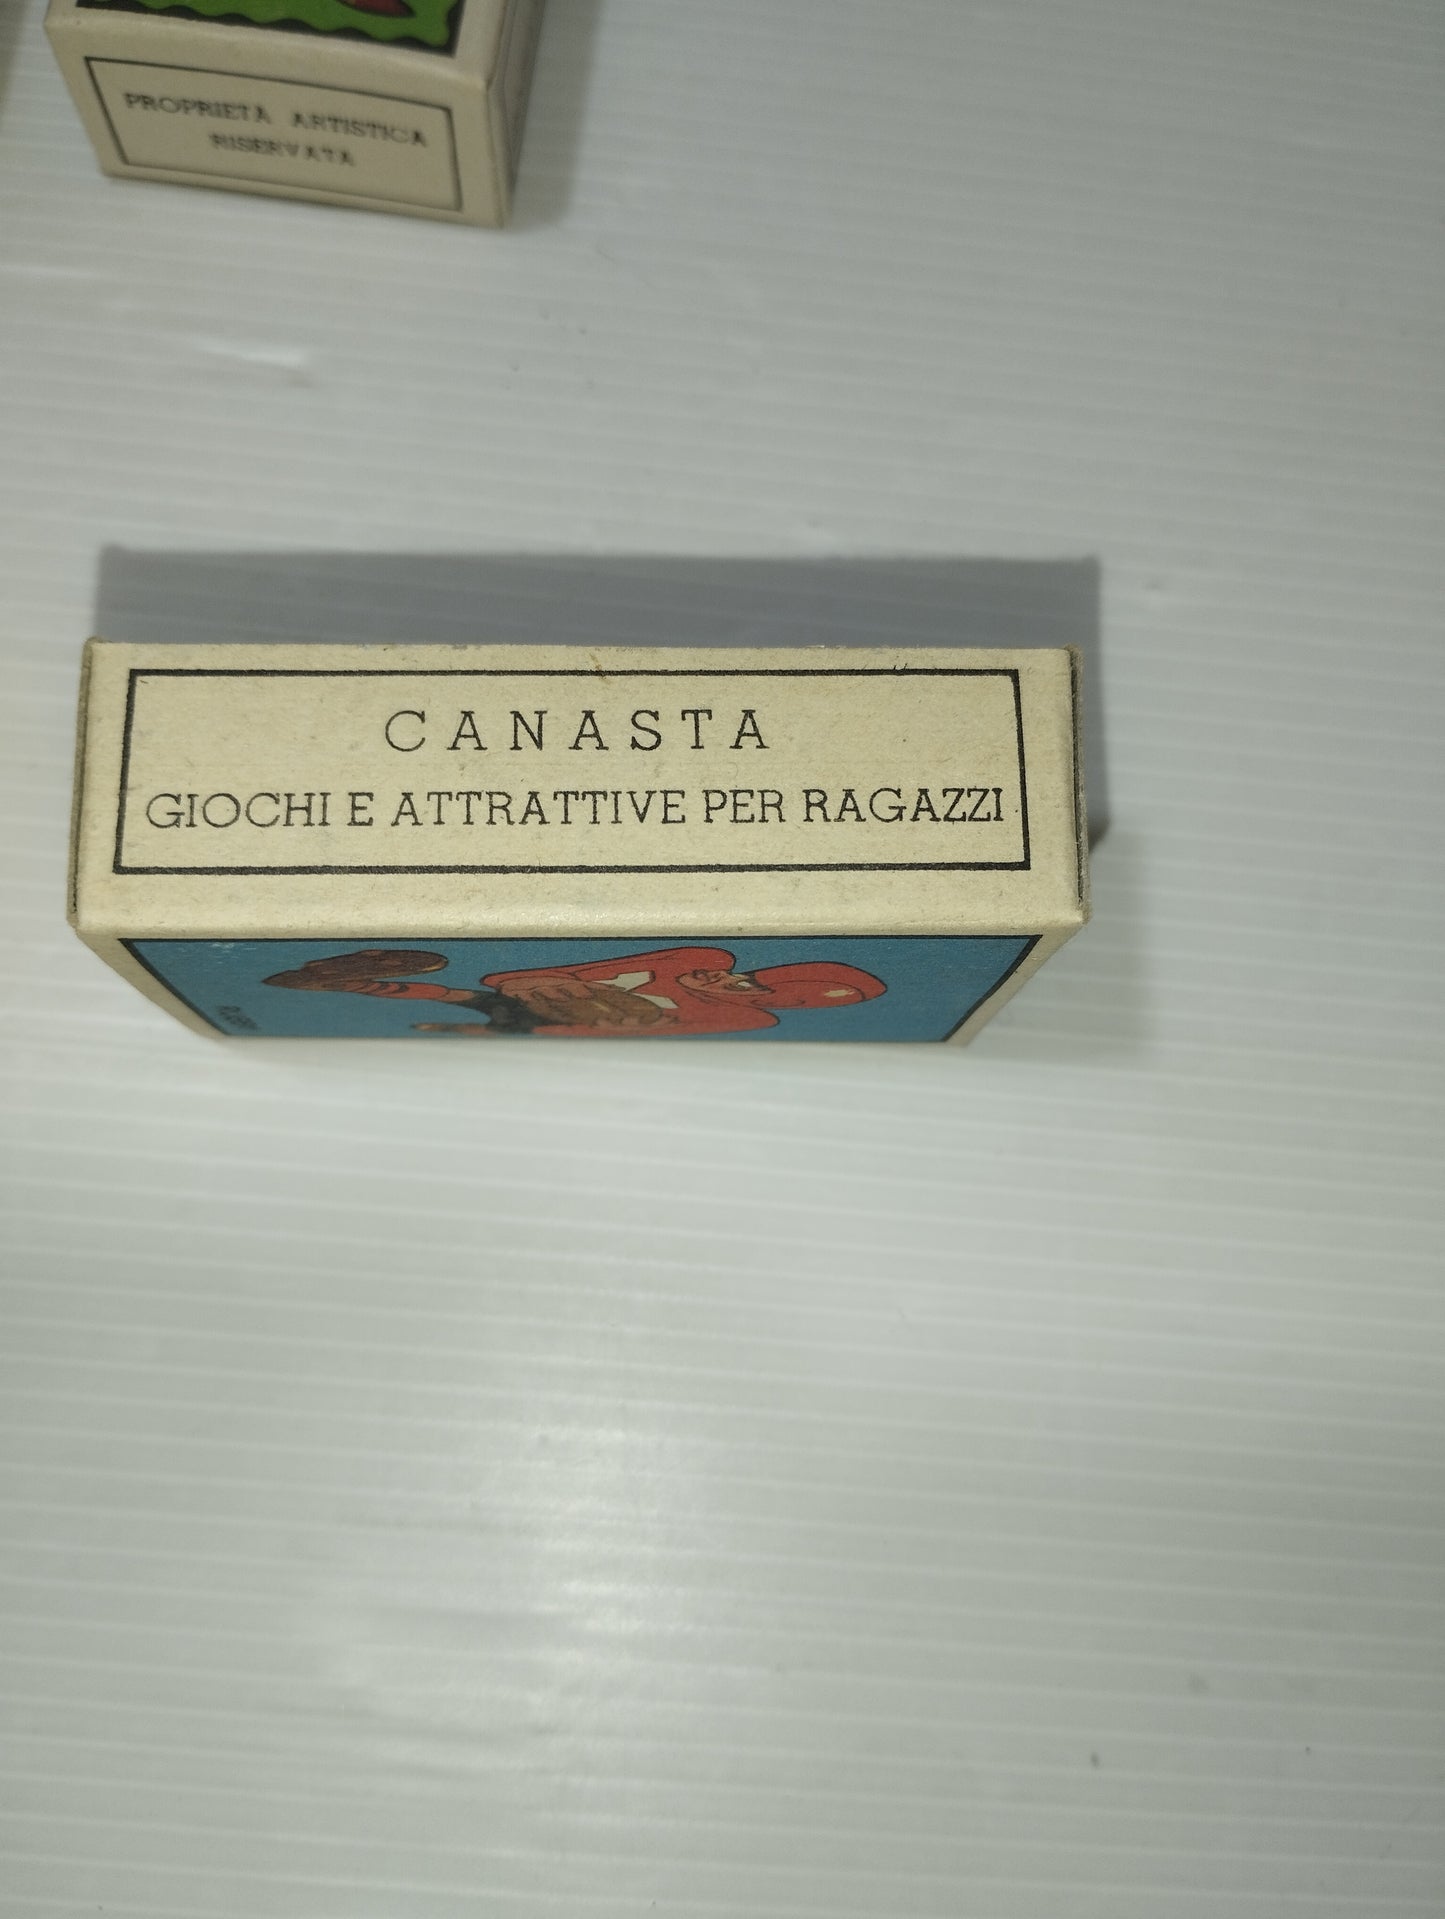 PROPRIETÀ ARTISTICA
RISERVATA
CANASTA
GIOCHI E ATTRATTIVE PER RAGAZZI